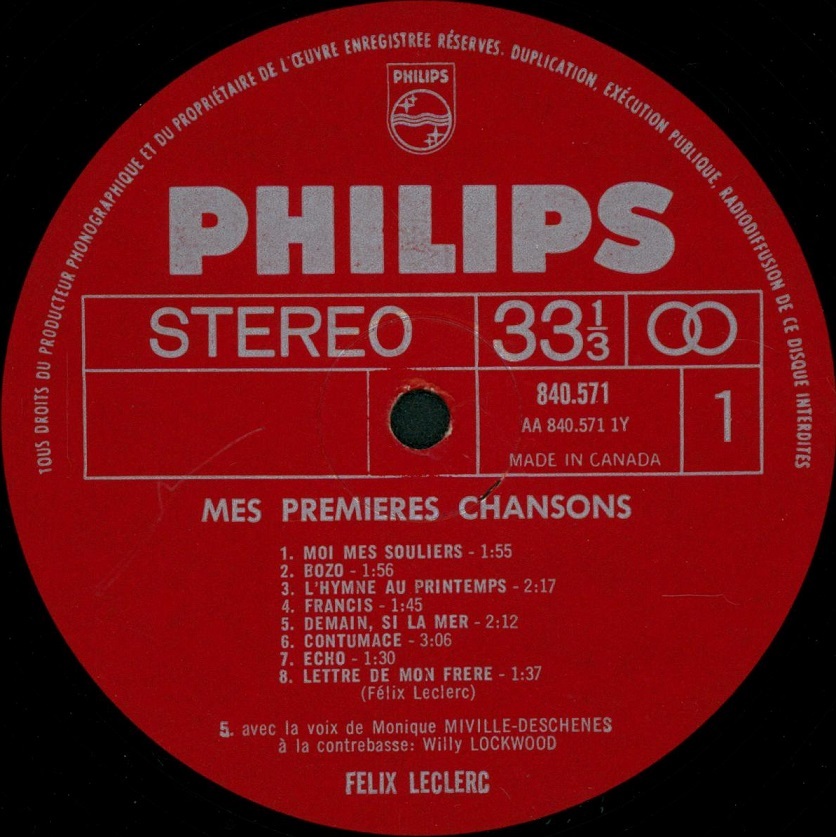 TOUS DROITS DU PRODUCTEUR PHONOGRAPHIQUE ET DU PROPRIÉTAIRE DE L'ŒUVRE ENREGISTREE RÉSERVES. DUPLICATION, EXÉCUTION PUBLIQUE, RADIODIFFUSION DE CE DISQUE INTERDITES
PHILIPS
PHILIPS
STEREO 33 1/3
840.571
AA 840.571 1Y 1
MADE IN CANADA
MES PREMIERES CHANSONS
1. MOI MES SOULIERS - 1:55
2. BOZO - 1:56
3. L'HYMNE AU PRINTEMPS - 2:17
4. FRANCIS - 1:45
5. DEMAIN, SI LA MER - 2:12
6. CONTUMACE - 3:06
7. ECHO - 1:30
8. LETTRE DE MON FRERE - 1:37
(Félix Leclerc)
5. avec la voix de Monique MIVILLE-DESCHENES
à la contrebasse: Willy LOCKWOOD
FELIX LECLERC